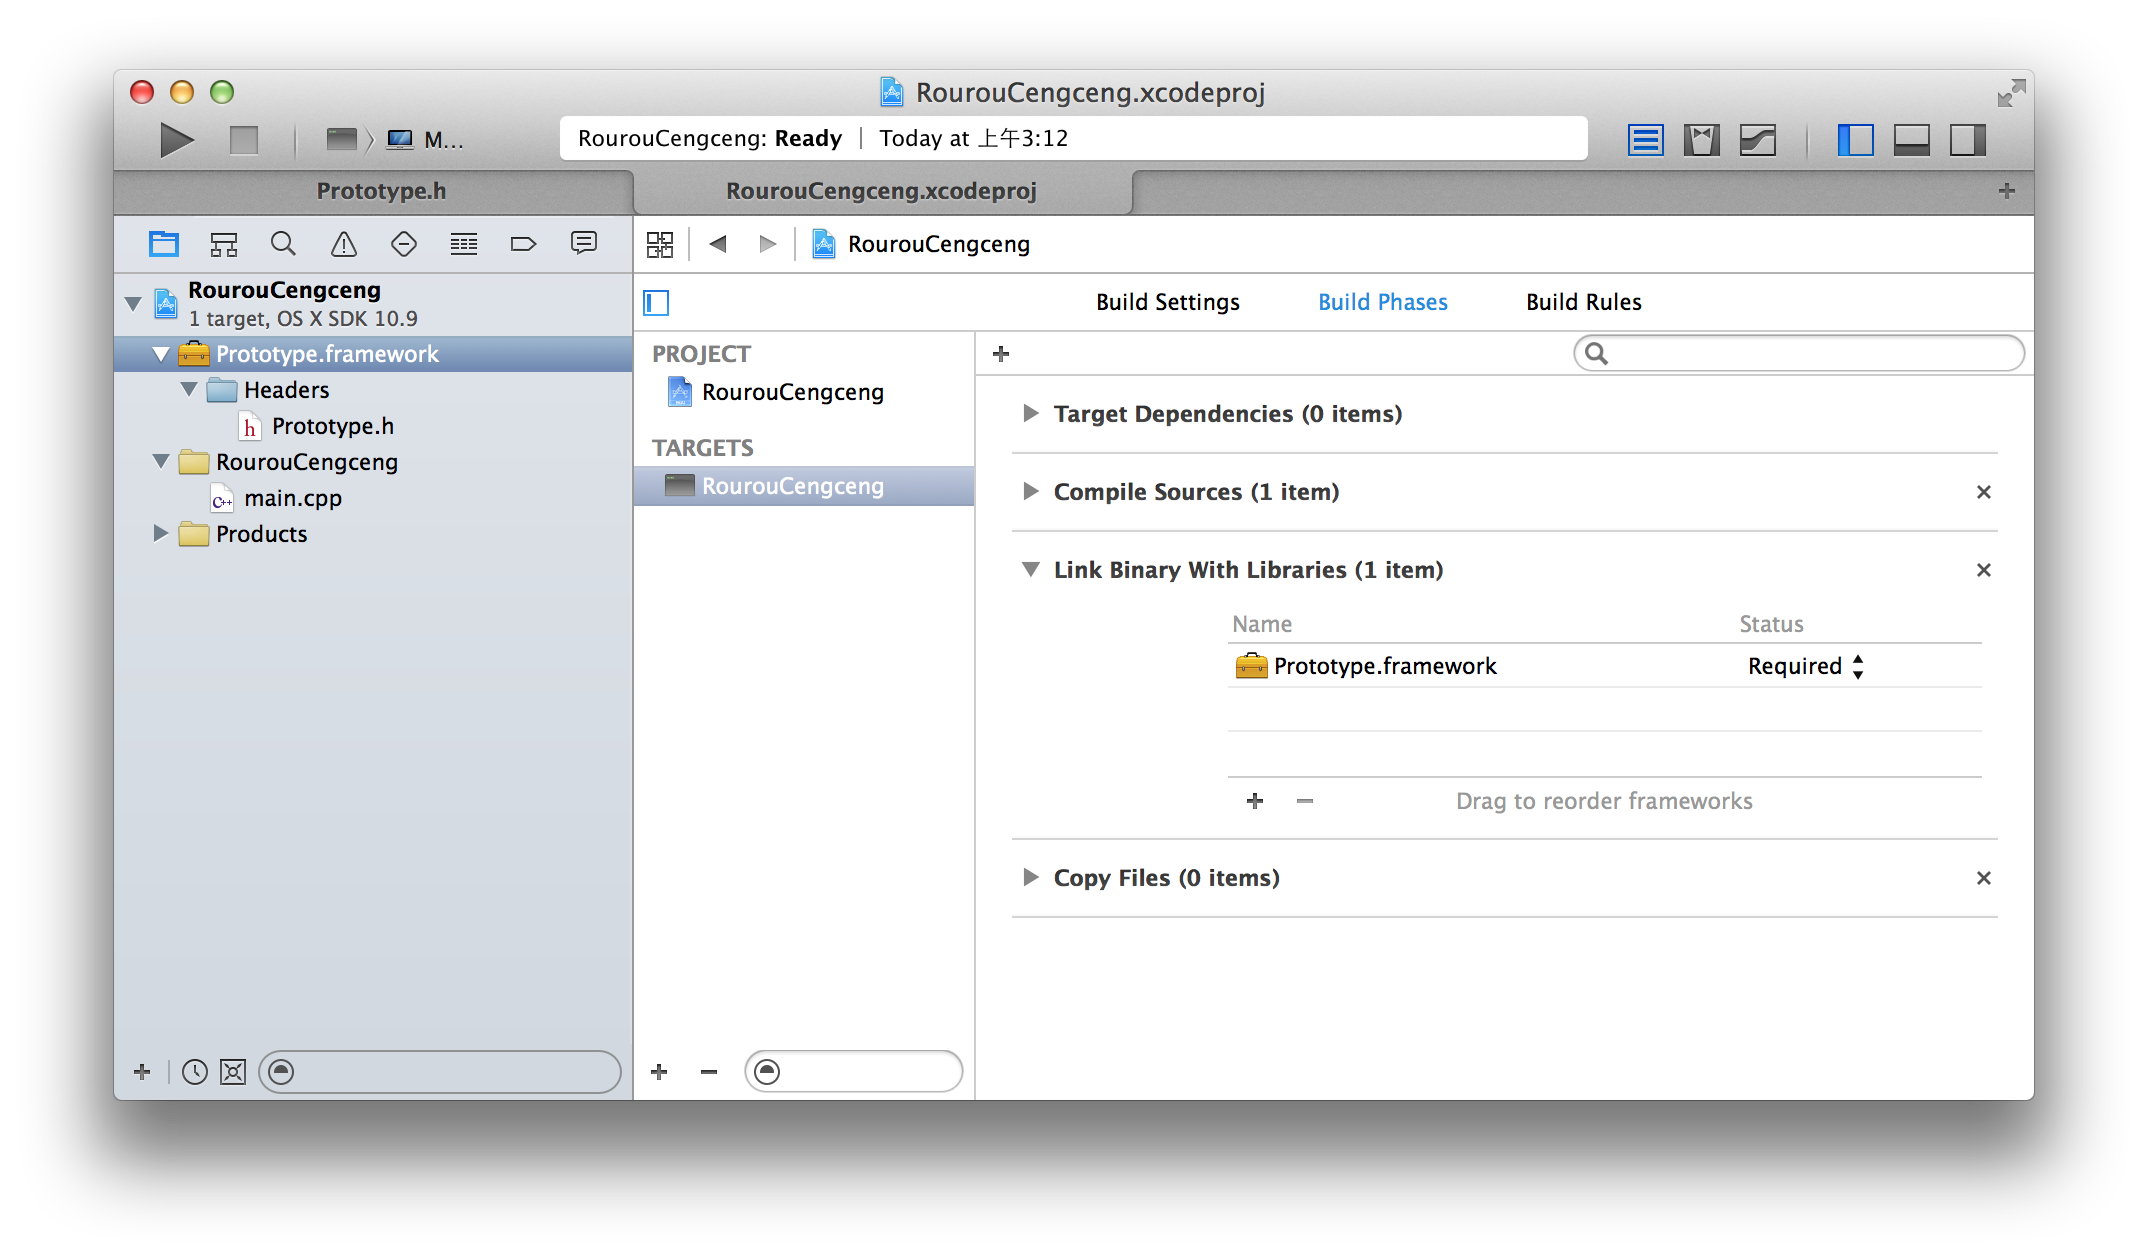 RourouCengceng.xcodeproj
M...
RourouCengceng: Ready | Today at 上午3:12
Prototype.h
RourouCengceng.xcodeproj
RourouCengceng
RourouCengceng
1 target, OS X SDK 10.9
Prototype.framework
Headers
h Prototype.h
RourouCengceng
C++ main.cpp
Products
Build Settings Build Phases Build Rules
PROJECT
RourouCengceng
TARGETS
RourouCengceng
Target Dependencies (0 items)
Compile Sources (1 item)
Link Binary With Libraries (1 item)
Name Status
Prototype.framework Required
Drag to reorder frameworks
Copy Files (0 items)